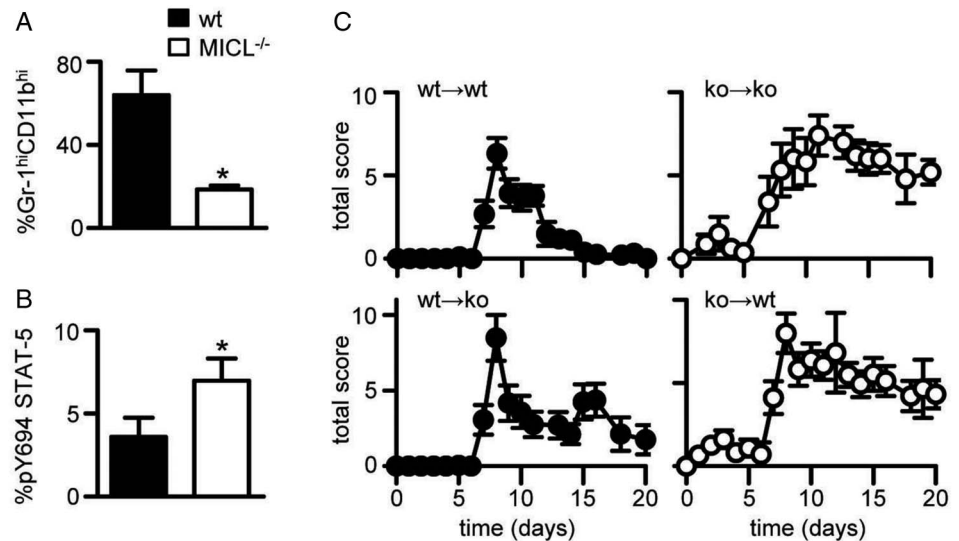 A
wt
MICL-/-
%Gr-1hiCD11bhi
80
40
0
*
B
%pY694 STAT-5
10
5
0
*
C
wt→wt
total score
10
5
0
ko→ko
wt→ko
total score
10
5
0
0 5 10 15 20
time (days)
ko→wt
0 5 10 15 20
time (days)